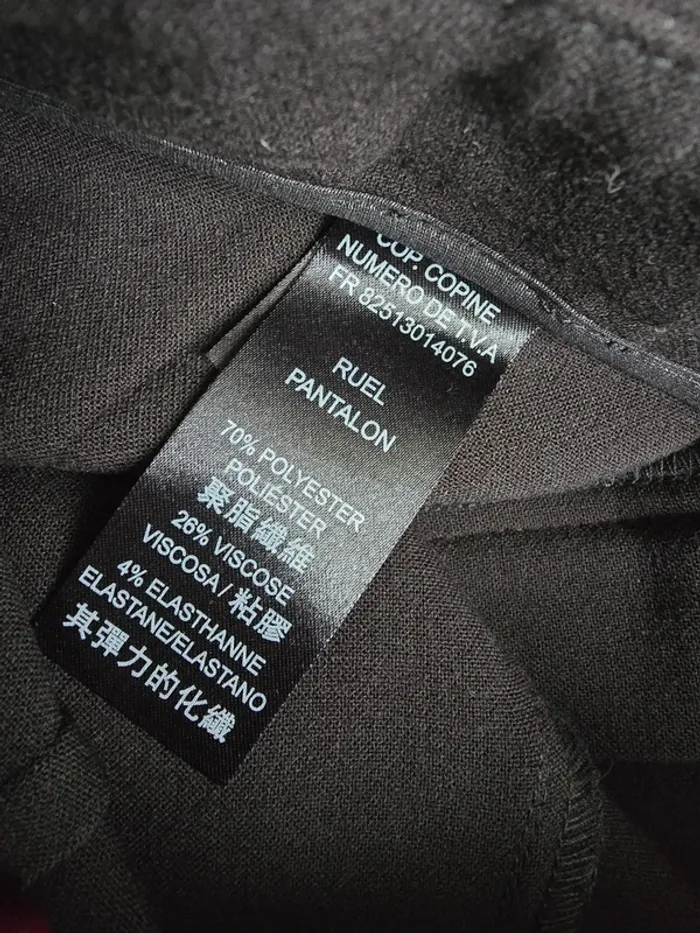 COP. COPINE
NUMERO DE T.V.A
FR 82513014076
RUEL
PANTALON
70% POLYESTER
POLIESTER
聚脂纖維
26% VISCOSE
VISCOSA / 粘膠
4% ELASTHANNE
ELASTANE/ELASTANO
其彈力的化纖